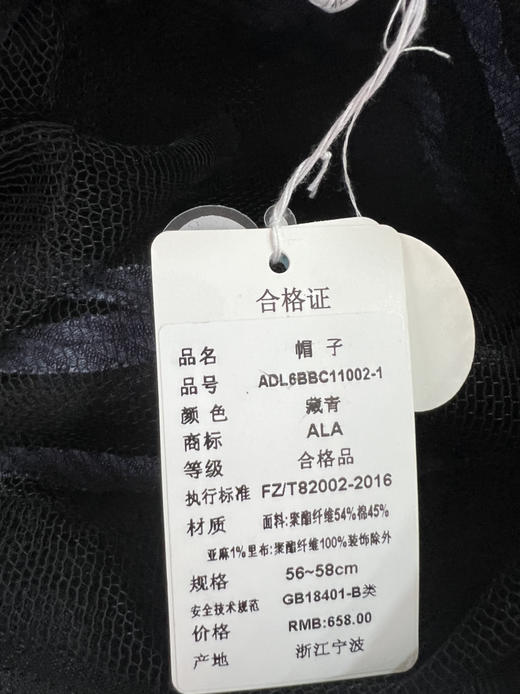 合格证
品名 帽子
品号 ADL6BBC11002-1
颜色 藏青
商标 ALA
等级 合格品
执行标准 FZ/T82002-2016
材质 面料:聚酯纤维54%棉45%
亚麻1%里布:聚酯纤维100%装饰除外
规格 56~58cm
安全技术规范 GB18401-B类
价格 RMB:658.00
产地 浙江宁波